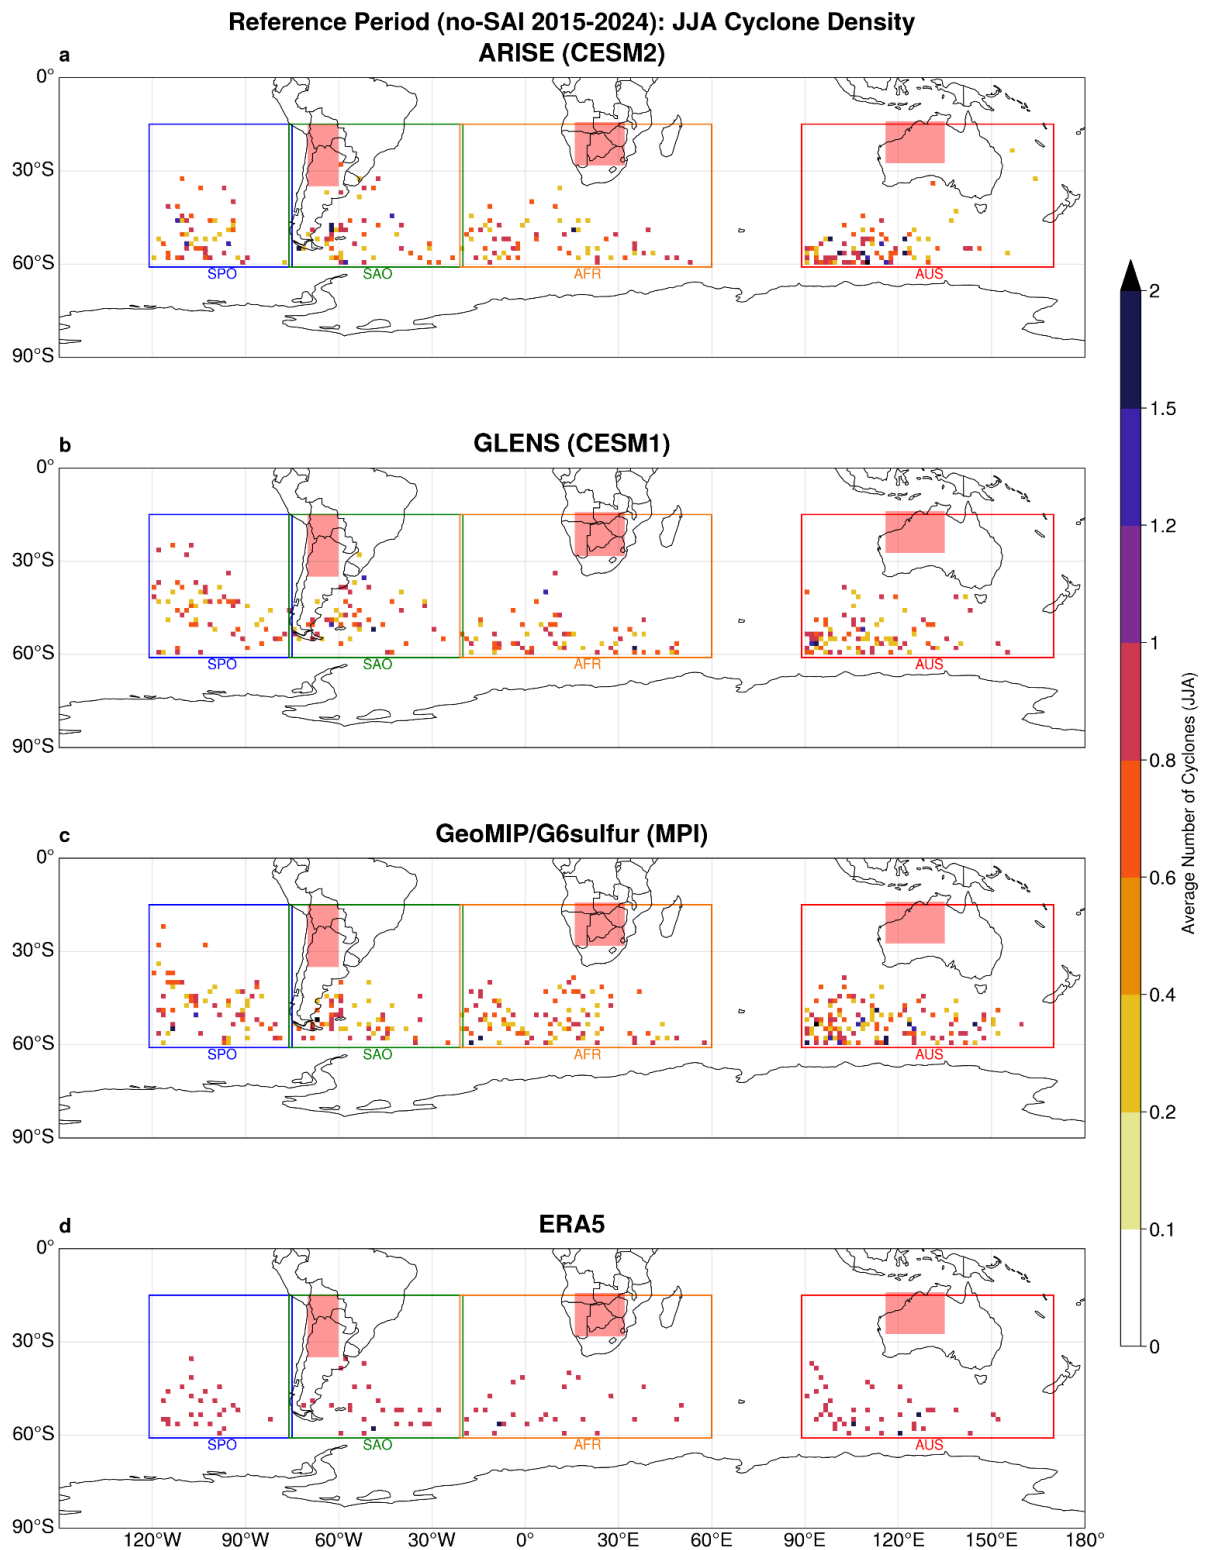 Reference Period (no-SAI 2015-2024): JJA Cyclone Density
ARISE (CESM2)
a
0°
30°S
60°S
90°S
SPO
SAO
AFR
AUS
GLENS (CESM1)
b
0°
30°S
60°S
90°S
SPO
SAO
AFR
AUS
GeoMIP/G6sulfur (MPI)
c
0°
30°S
60°S
90°S
SPO
SAO
AFR
AUS
ERA5
d
0°
30°S
60°S
90°S
SPO
SAO
AFR
AUS
120°W 90°W 60°W 30°W 0° 30°E 60°E 90°E 120°E 150°E 180°
2
1.5
1.2
1
0.8
0.6
0.4
0.2
0.1
0
Average Number of Cyclones (JJA)